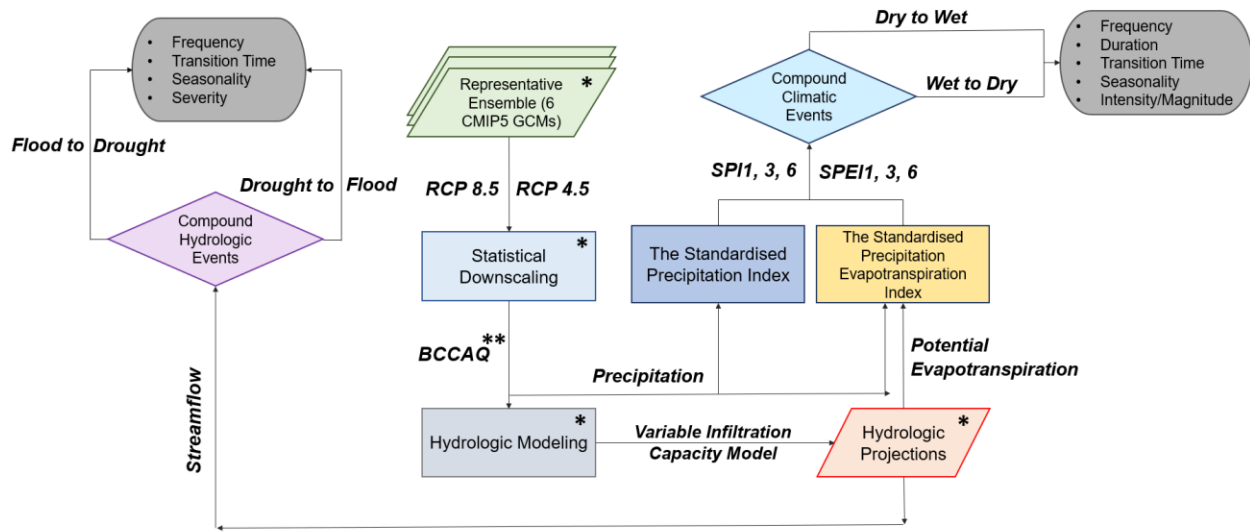 • Frequency
• Transition Time
• Seasonality
• Severity
Flood to Drought
Drought to Flood
Compound
Hydrologic
Events
Streamflow
Representative *
Ensemble (6
CMIP5 GCMs)
RCP 8.5 RCP 4.5
Statistical *
Downscaling
BCCAQ**
Precipitation
Hydrologic Modeling *
Variable Infiltration
Capacity Model
Hydrologic *
Projections
Potential
Evapotranspiration
The Standardised
Precipitation Index
The Standardised
Precipitation
Evapotranspiration
Index
SPI1, 3, 6 SPEI1, 3, 6
Compound
Climatic
Events
Dry to Wet
Wet to Dry
• Frequency
• Duration
• Transition Time
• Seasonality
• Intensity/Magnitude